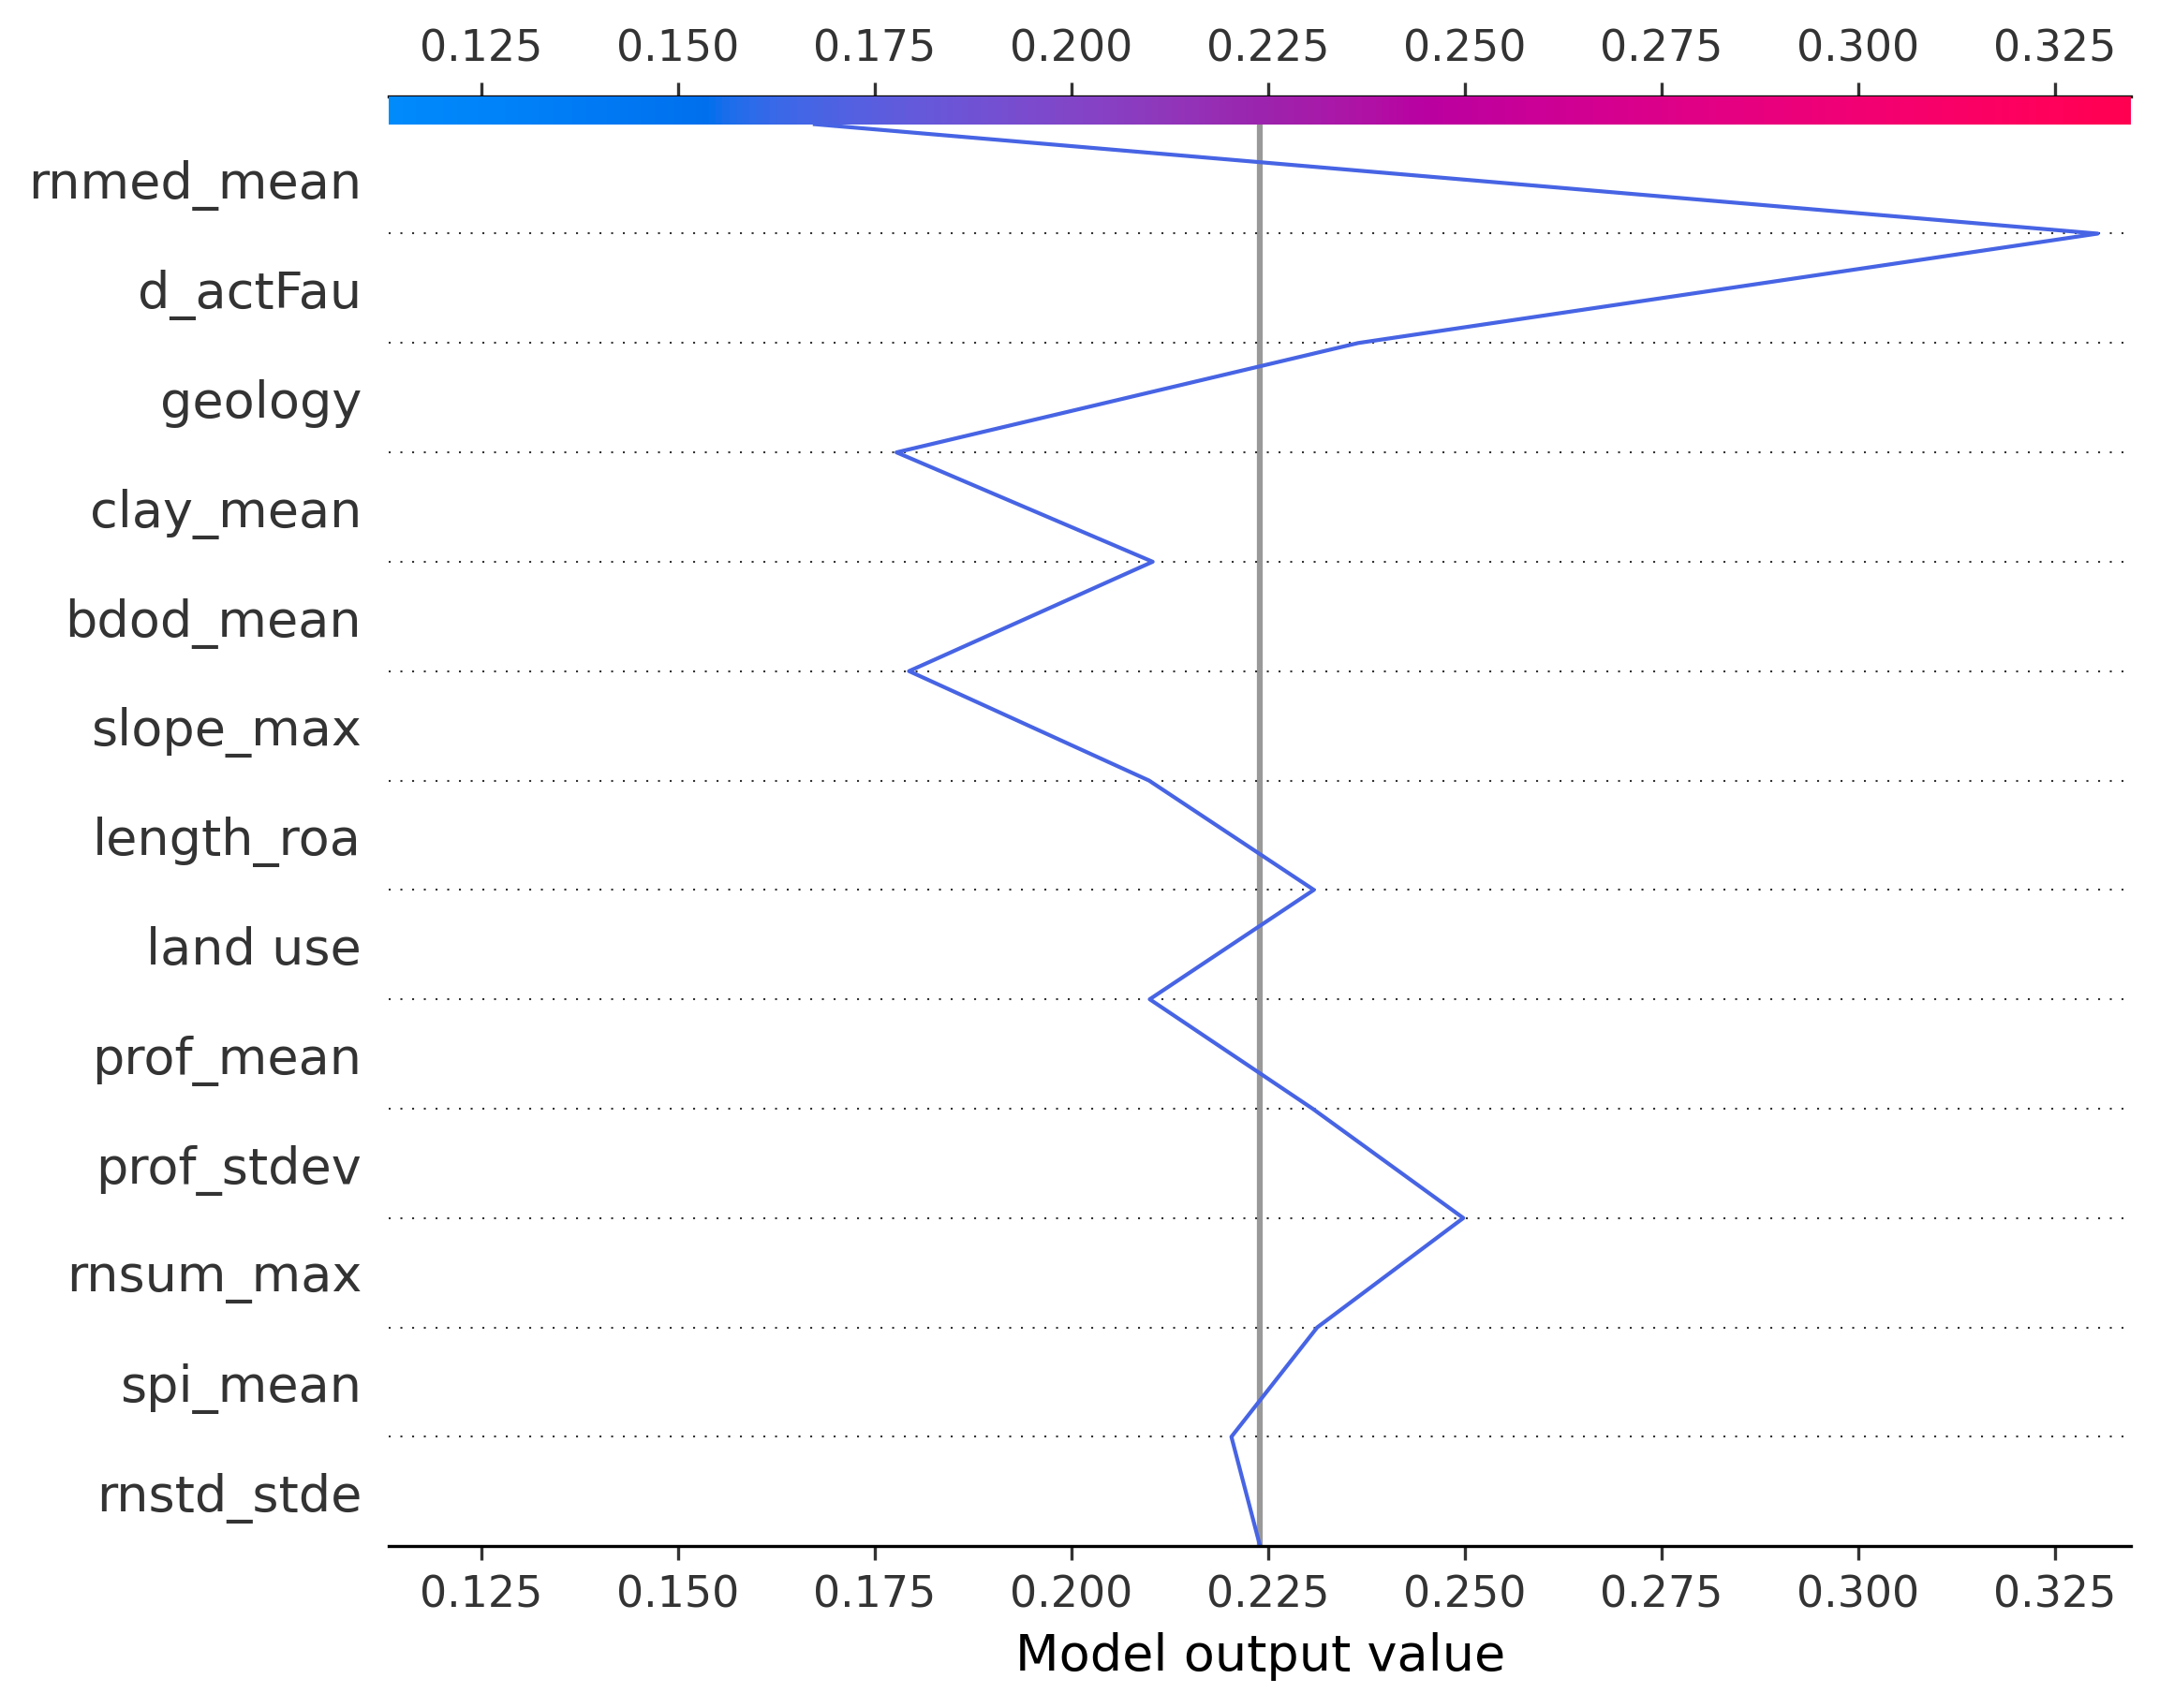 0.125 0.150 0.175 0.200 0.225 0.250 0.275 0.300 0.325
rnmed_mean
d_actFau
geology
clay_mean
bdod_mean
slope_max
length_roa
land use
prof_mean
prof_stdev
rnsum_max
spi_mean
rnstd_stde
0.125 0.150 0.175 0.200 0.225 0.250 0.275 0.300 0.325
Model output value